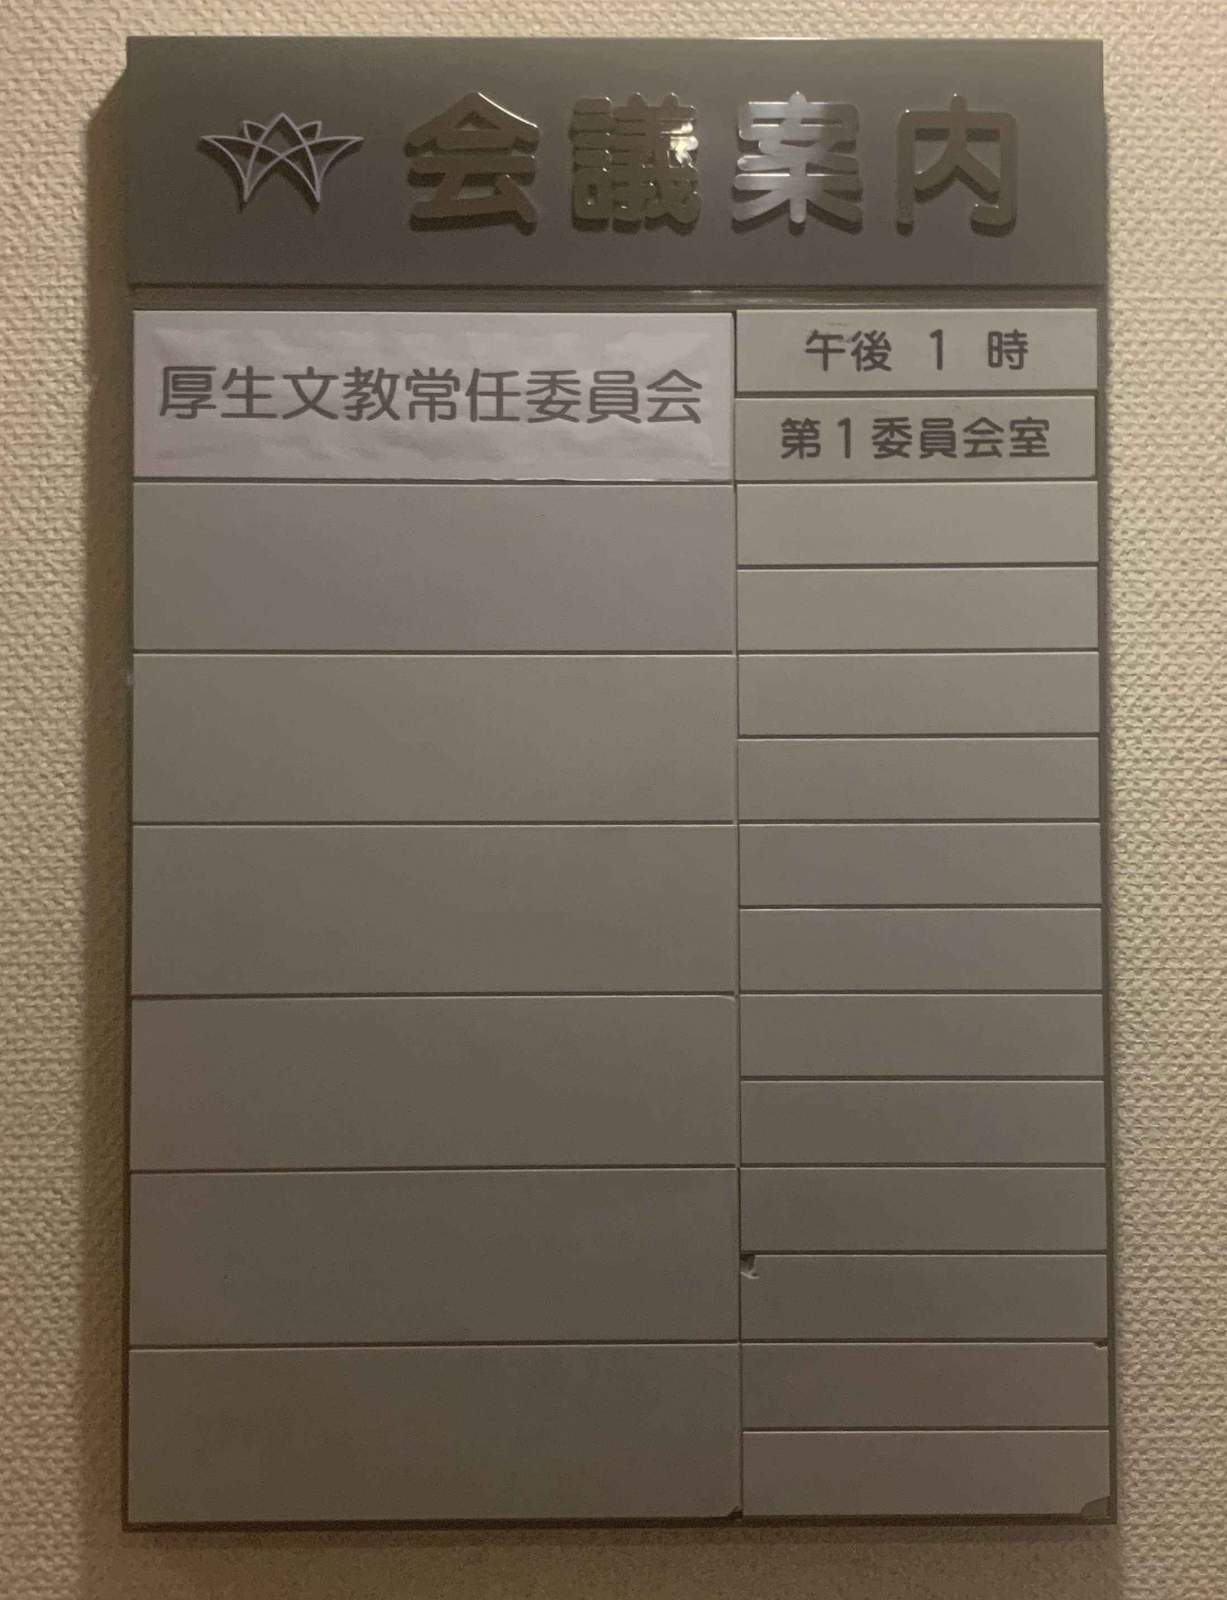 会議案内
厚生文教常任委員会
午後 1 時
第1委員会室